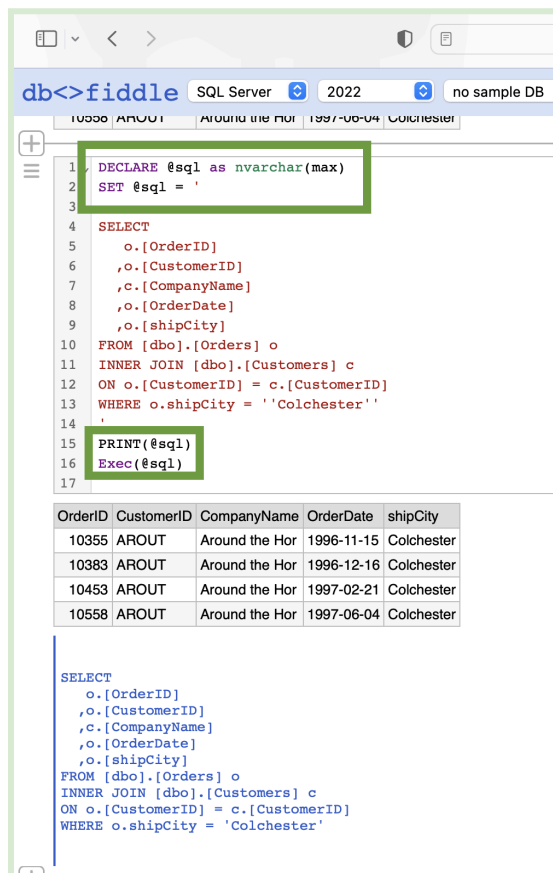 db<>fiddle SQL Server 2022 no sample DB
10558 AROUT Around the Hor 1997-06-04 Colchester
1 DECLARE @sql as nvarchar(max)
2 SET @sql = '
3
4 SELECT
5 o.[OrderID]
6 ,o.[CustomerID]
7 ,c.[CompanyName]
8 ,o.[OrderDate]
9 ,o.[shipCity]
10 FROM [dbo].[Orders] o
11 INNER JOIN [dbo].[Customers] c
12 ON o.[CustomerID] = c.[CustomerID]
13 WHERE o.shipCity = ''Colchester''
14 '
15 PRINT(@sql)
16 Exec(@sql)
17
OrderID CustomerID CompanyName OrderDate shipCity
10355 AROUT Around the Hor 1996-11-15 Colchester
10383 AROUT Around the Hor 1996-12-16 Colchester
10453 AROUT Around the Hor 1997-02-21 Colchester
10558 AROUT Around the Hor 1997-06-04 Colchester
SELECT
o.[OrderID]
,o.[CustomerID]
,c.[CompanyName]
,o.[OrderDate]
,o.[shipCity]
FROM [dbo].[Orders] o
INNER JOIN [dbo].[Customers] c
ON o.[CustomerID] = c.[CustomerID]
WHERE o.shipCity = 'Colchester'